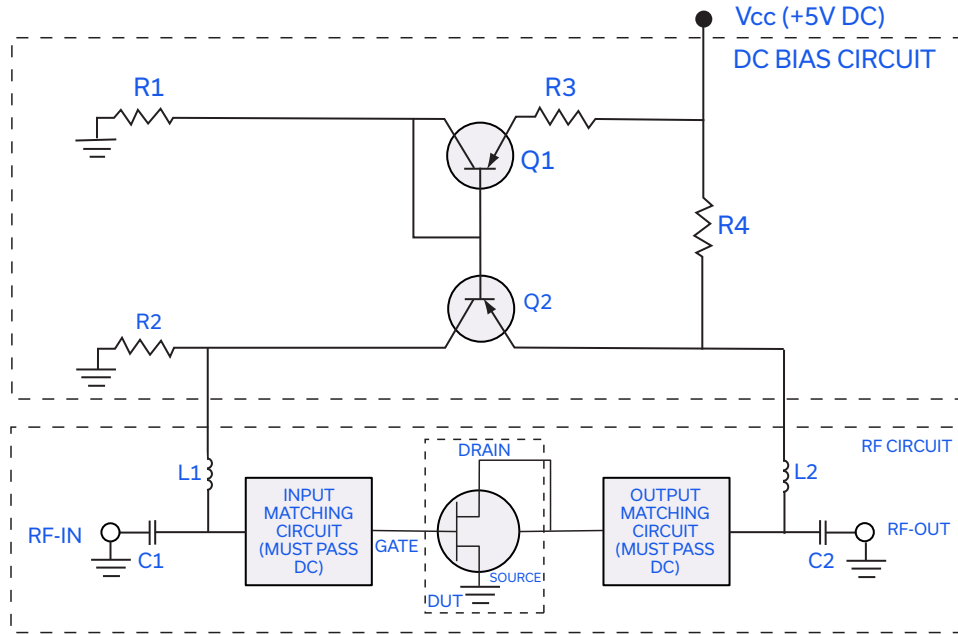 Vcc (+5V DC)
DC BIAS CIRCUIT
R1
R3
Q1
R4
Q2
R2
RF CIRCUIT
DRAIN
L1
L2
INPUT
MATCHING
CIRCUIT
(MUST PASS
DC)
OUTPUT
MATCHING
CIRCUIT
(MUST PASS
DC)
RF-IN
C1
GATE
SOURCE
DUT
C2
RF-OUT